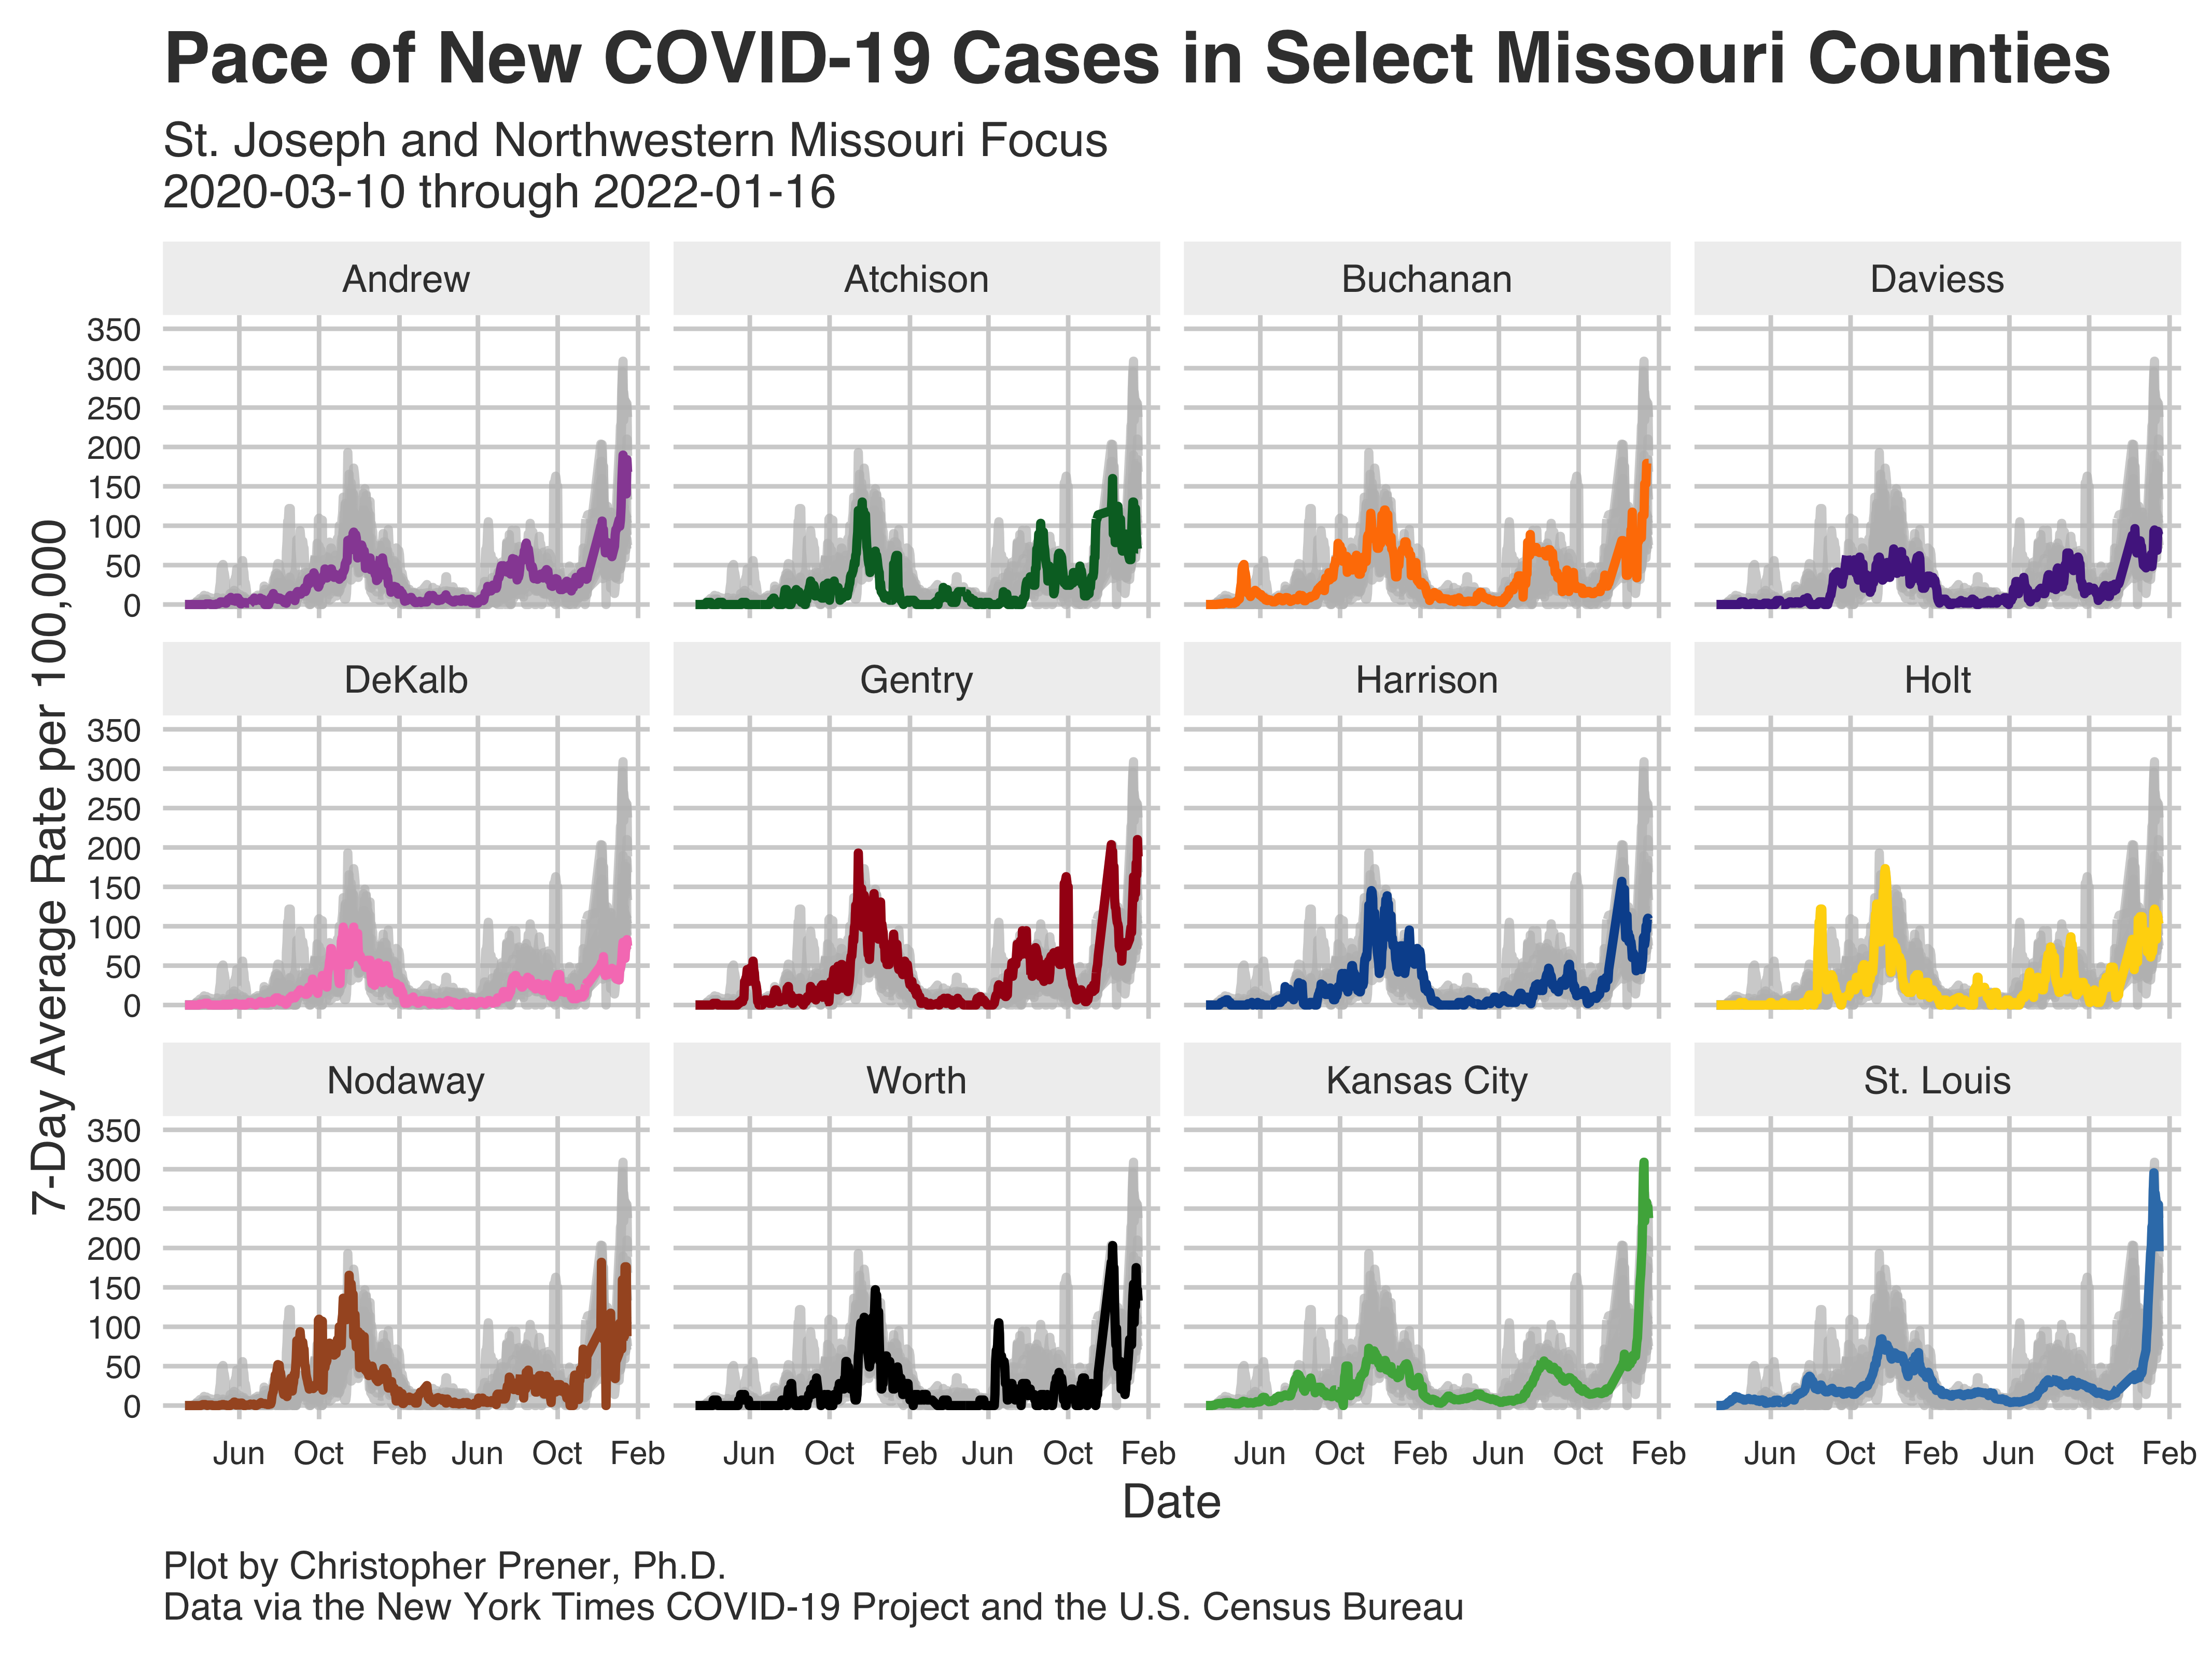 Pace of New COVID-19 Cases in Select Missouri Counties
St. Joseph and Northwestern Missouri Focus
2020-03-10 through 2022-01-16
Andrew
Atchison
Buchanan
Daviess
350
300
250
200
150
100
50
0
DeKalb
Gentry
Harrison
Holt
350
300
250
200
150
100
50
0
Nodaway
Worth
Kansas City
St. Louis
350
300
250
200
150
100
50
0
7-Day Average Rate per 100,000
Jun Oct Feb Jun Oct Feb
Jun Oct Feb Jun Oct Feb
Jun Oct Feb Jun Oct Feb
Jun Oct Feb Jun Oct Feb
Date
Plot by Christopher Prener, Ph.D.
Data via the New York Times COVID-19 Project and the U.S. Census Bureau